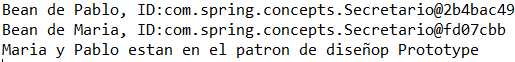 Bean de Pablo, ID:com.spring.concepts.Secretario@2b4bac49
Bean de Maria, ID:com.spring.concepts.Secretario@fd07cbb
Maria y Pablo estan en el patron de diseñop Prototype